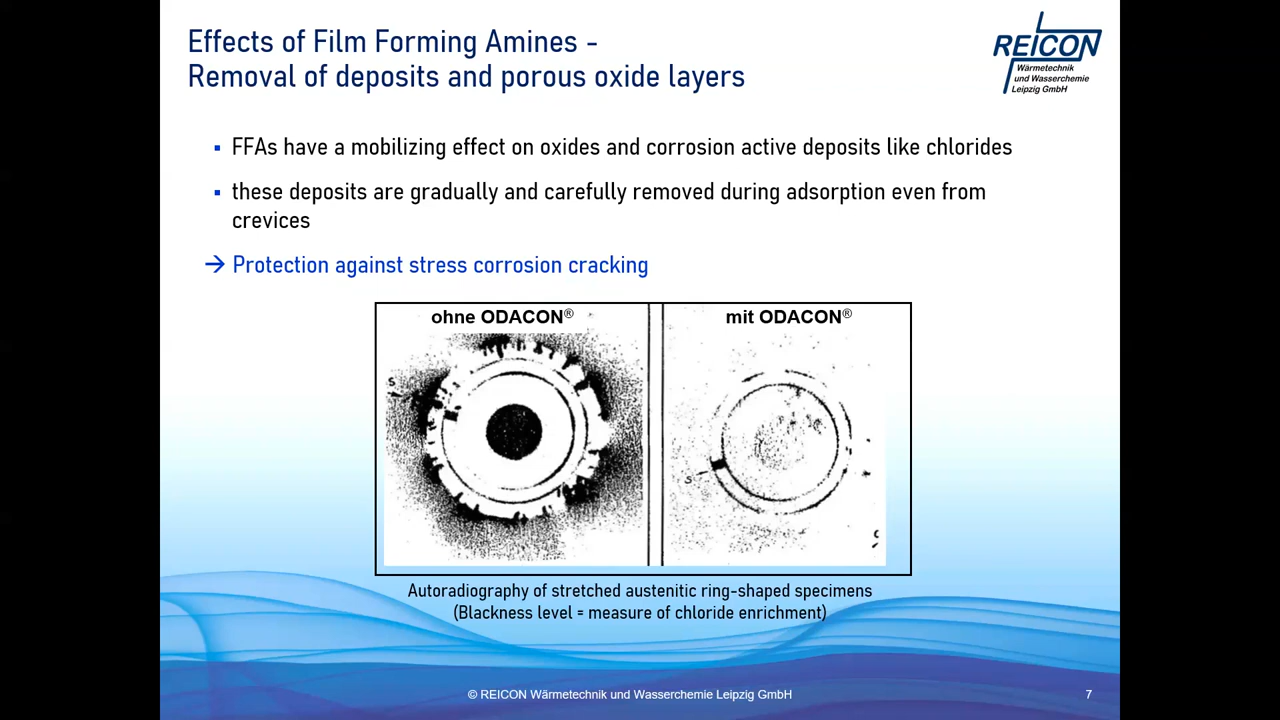 Effects of Film Forming Amines -
Removal of deposits and porous oxide layers
REICON
Wärmetechnik
und Wasserchemie
Leipzig GmbH
▪ FFAs have a mobilizing effect on oxides and corrosion active deposits like chlorides
▪ these deposits are gradually and carefully removed during adsorption even from
crevices
→ Protection against stress corrosion cracking
ohne ODACON®
mit ODACON®
S
S
Autoradiography of stretched austenitic ring-shaped specimens
(Blackness level = measure of chloride enrichment)
© REICON Wärmetechnik und Wasserchemie Leipzig GmbH
7